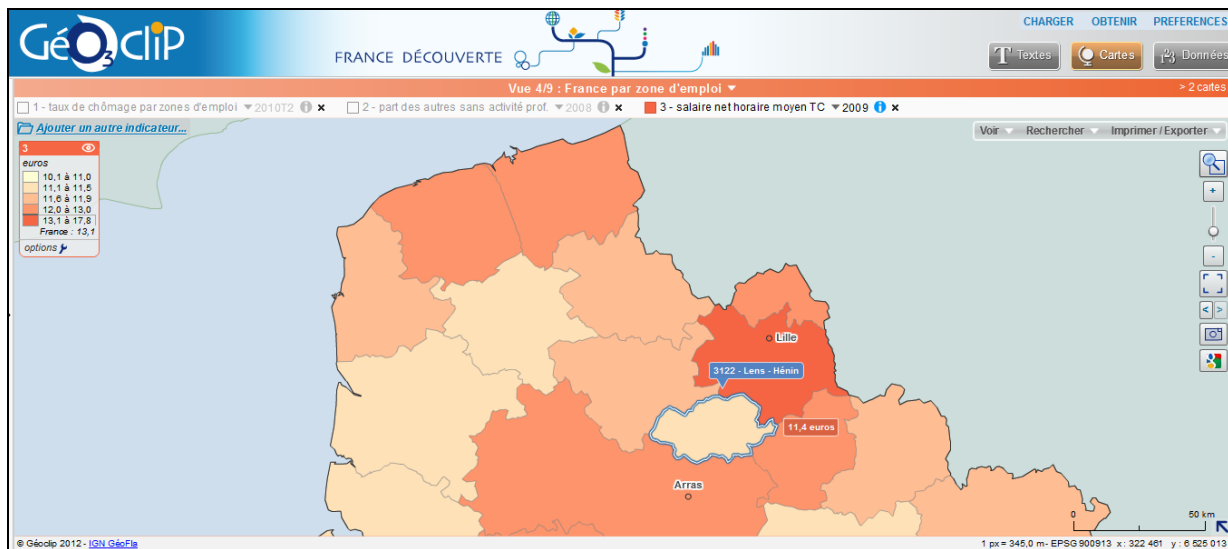 GéO3cliP
FRANCE DÉCOUVERTE
CHARGER OBTENIR PREFERENCES
T Textes
Cartes
123 Données
Vue 4/9 : France par zone d'emploi
> 2 cartes
1 - taux de chômage par zones d'emploi 2010T2
2 - part des autres sans activité prof. 2008
3 - salaire net horaire moyen TC 2009
Ajouter un autre indicateur...
Voir Rechercher Imprimer / Exporter
3
euros
10,1 à 11,0
11,1 à 11,5
11,6 à 11,9
12,0 à 13,0
13,1 à 17,8
France : 13,1
options
Lille
3122 - Lens - Hénin
11,4 euros
Arras
0 50 km
© Géoclip 2012 - IGN GéoFla
1 px = 345,0 m - EPSG 900913 x : 322 461 y : 6 525 013